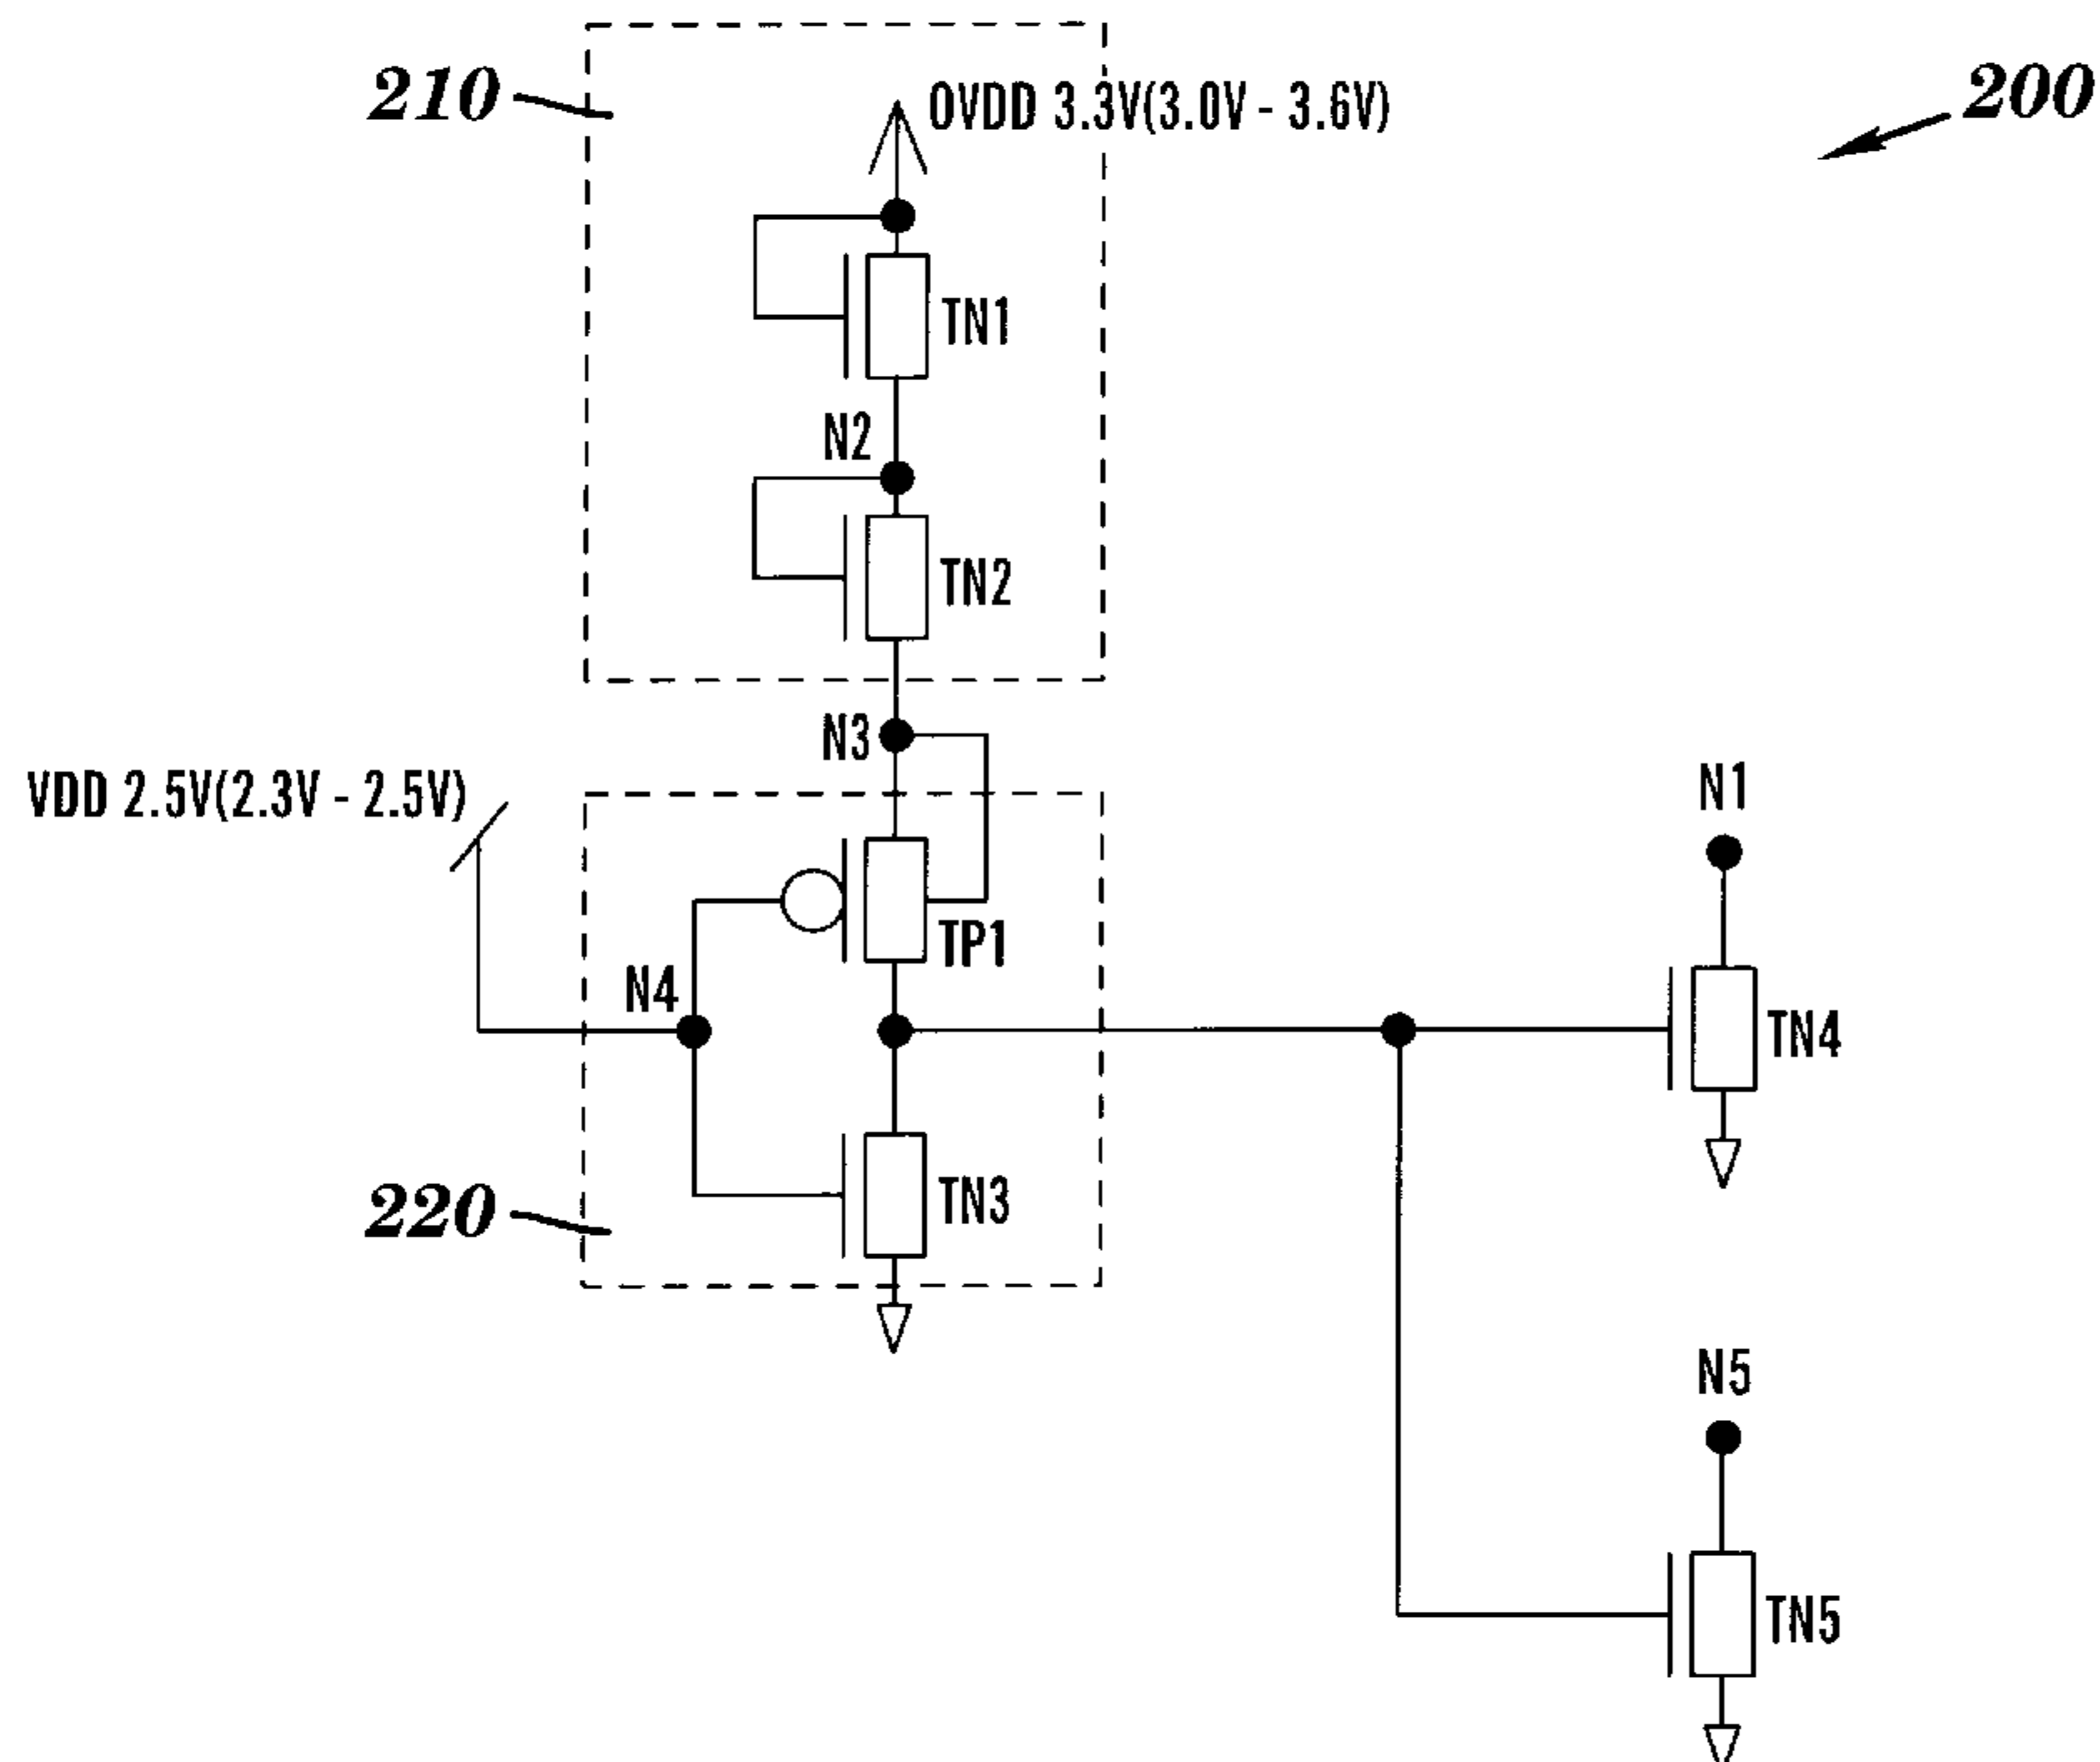 210
OVDD 3.3V(3.0V - 3.6V)
200
TN1
N2
TN2
N3
VDD 2.5V(2.3V - 2.5V)
N1
TP1
N4
TN4
220
TN3
N5
TN5